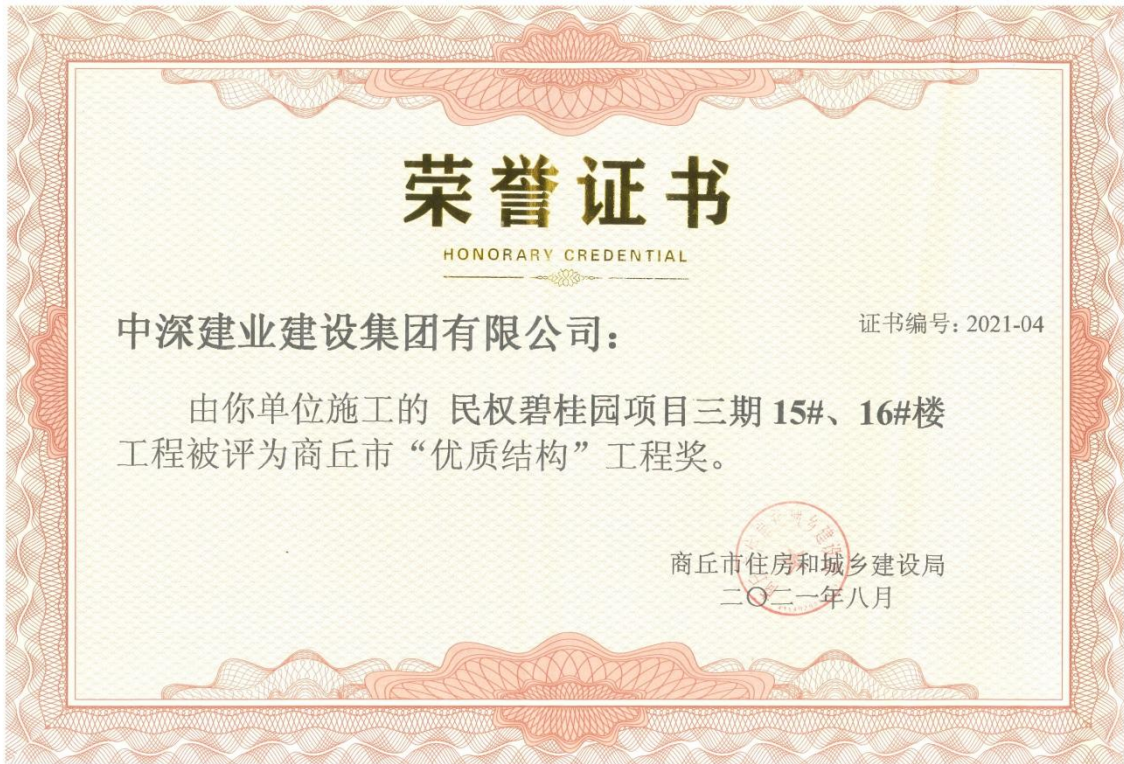 荣誉证书
HONORARY CREDENTIAL
中深建业建设集团有限公司：
证书编号: 2021-04
由你单位施工的 民权碧桂园项目三期 15#、16#楼
工程被评为商丘市“优质结构”工程奖。
商丘市住房和城乡建设局
二〇二一年八月